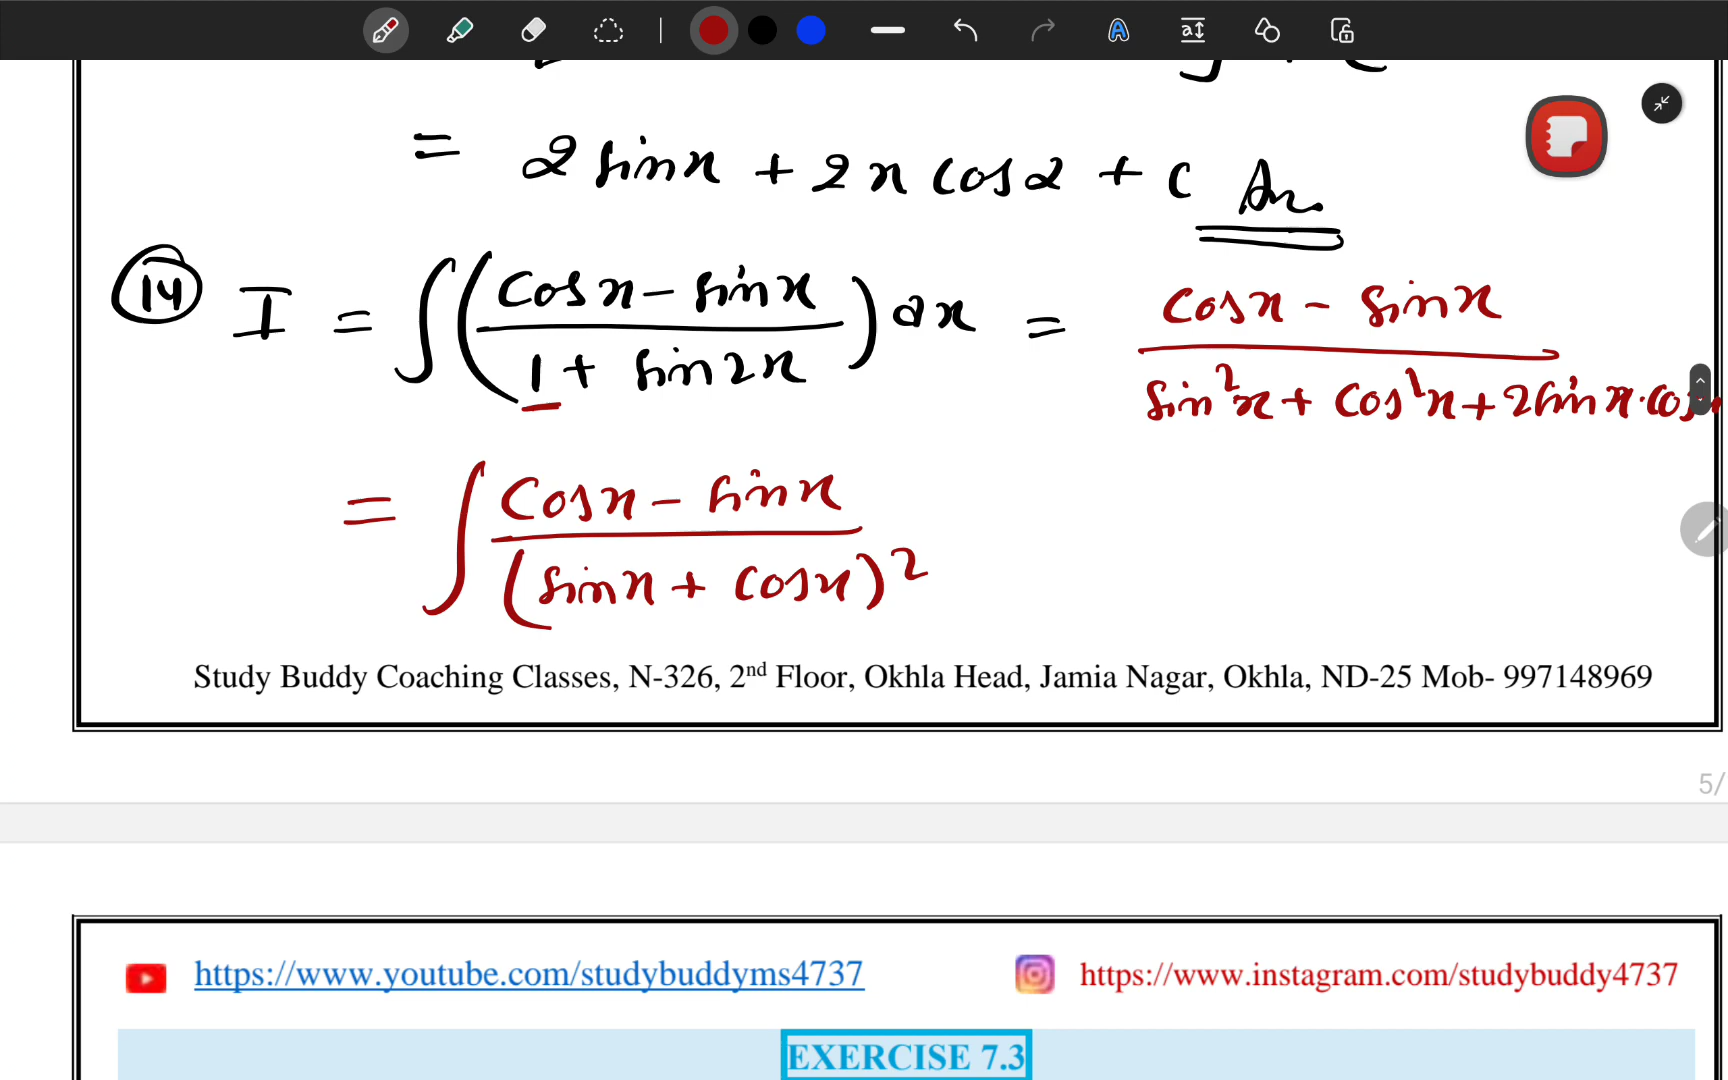 = 2 sinx + 2x cosα + c Ans
14 I = ∫(cosx - sinx / 1 + sin2x) dx = cosx - sinx / sin²x + cos²x + 2sinx.cos
= ∫ cosx - sinx / (sinx + cosx)²
Study Buddy Coaching Classes, N-326, 2nd Floor, Okhla Head, Jamia Nagar, Okhla, ND-25 Mob- 997148969
5/
https://www.youtube.com/studybuddyms4737
https://www.instagram.com/studybuddy4737
EXERCISE 7.3